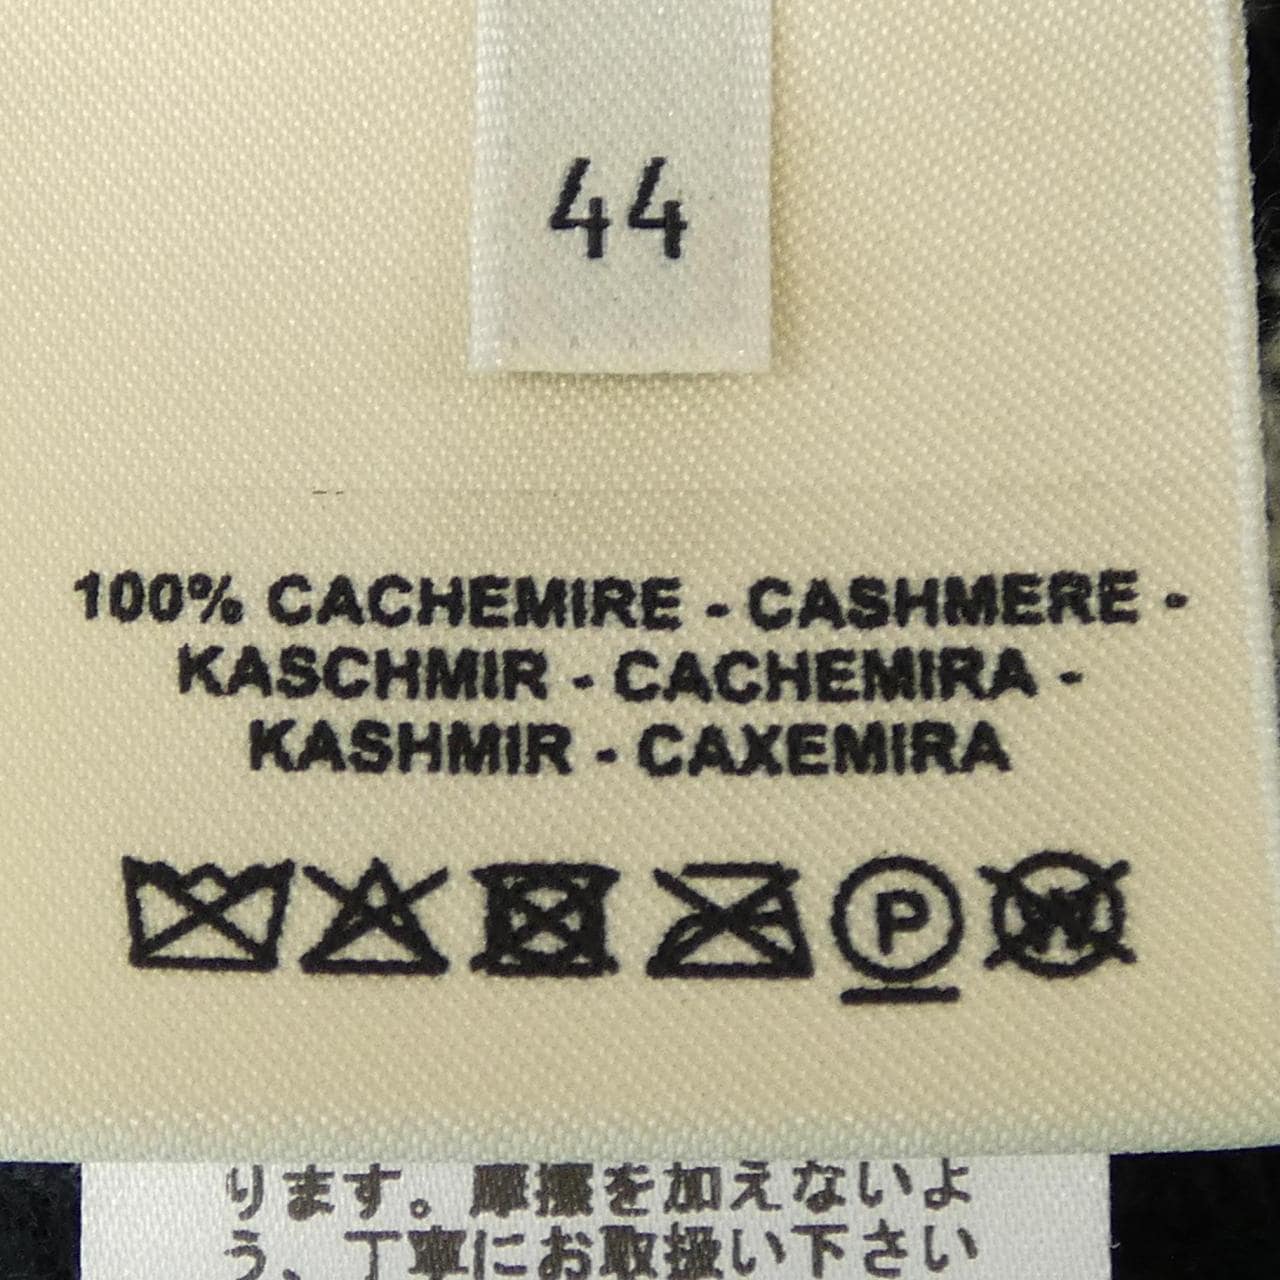 44
100% CACHEMIRE - CASHMERE -
KASCHMIR - CACHEMIRA -
KASHMIR - CAXEMIRA
P W
ります。摩擦を加えないよ
う、丁寧にお取扱い下さい